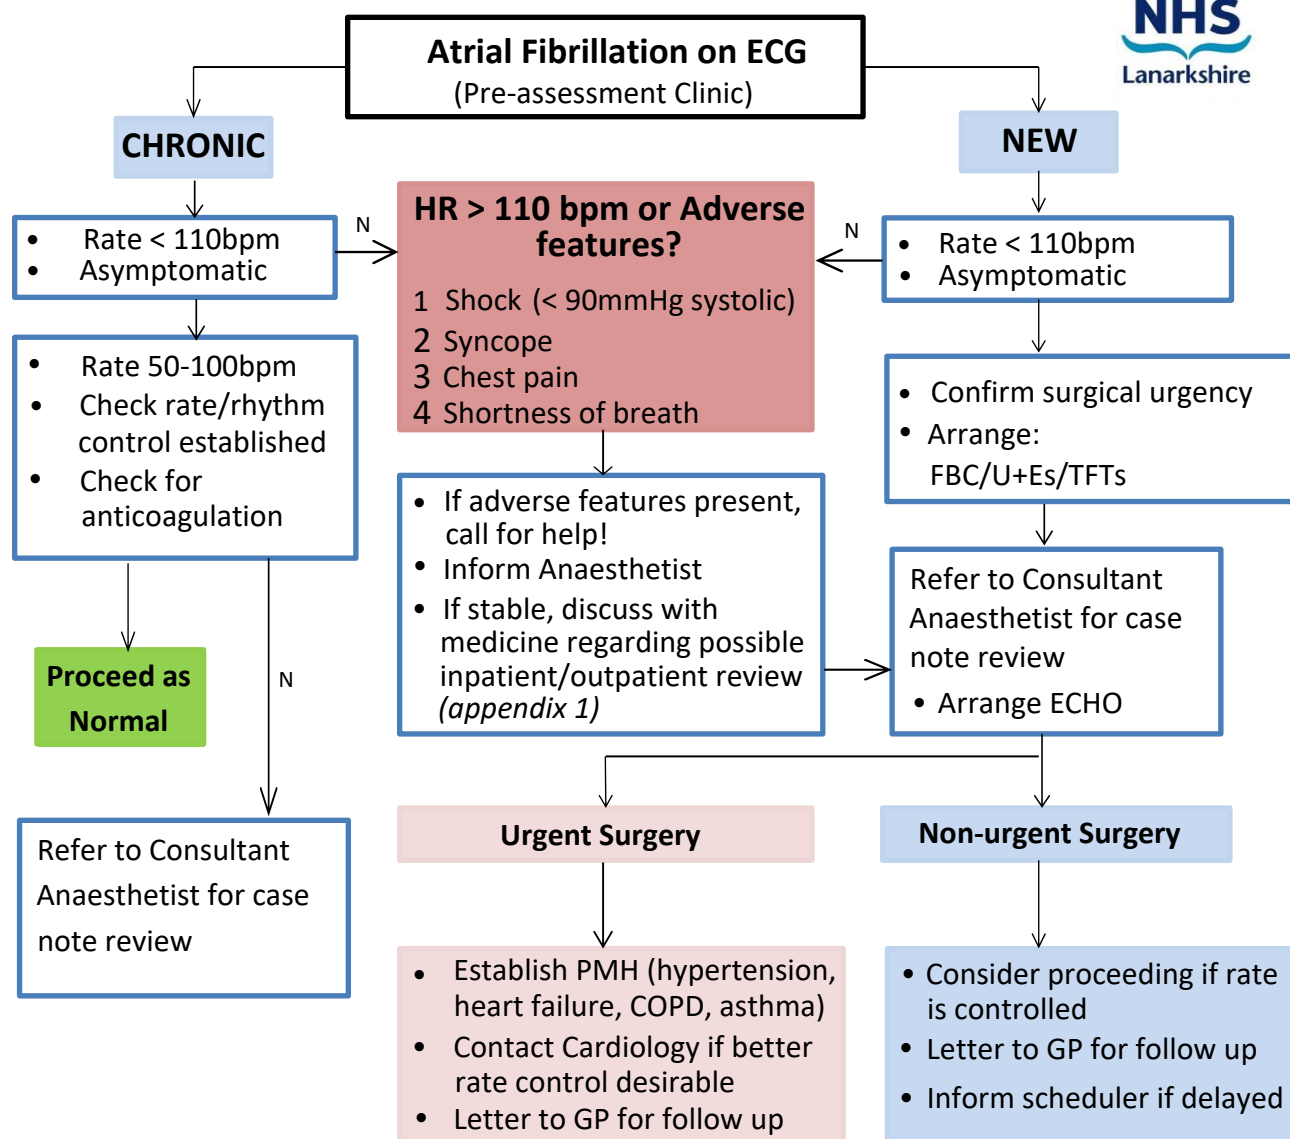 NHS
Lanarkshire
Atrial Fibrillation on ECG
(Pre-assessment Clinic)
CHRONIC
NEW
• Rate < 110bpm
• Asymptomatic
N
HR > 110 bpm or Adverse
features?
1 Shock (< 90mmHg systolic)
2 Syncope
3 Chest pain
4 Shortness of breath
N
• Rate < 110bpm
• Asymptomatic
• Rate 50-100bpm
• Check rate/rhythm
control established
• Check for
anticoagulation
• Confirm surgical urgency
• Arrange:
FBC/U+Es/TFTs
• If adverse features present,
call for help!
• Inform Anaesthetist
• If stable, discuss with
medicine regarding possible
inpatient/outpatient review
(appendix 1)
Refer to Consultant
Anaesthetist for case
note review
• Arrange ECHO
Proceed as
Normal
N
Refer to Consultant
Anaesthetist for case
note review
Urgent Surgery
Non-urgent Surgery
• Establish PMH (hypertension,
heart failure, COPD, asthma)
• Contact Cardiology if better
rate control desirable
• Letter to GP for follow up
• Consider proceeding if rate
is controlled
• Letter to GP for follow up
• Inform scheduler if delayed